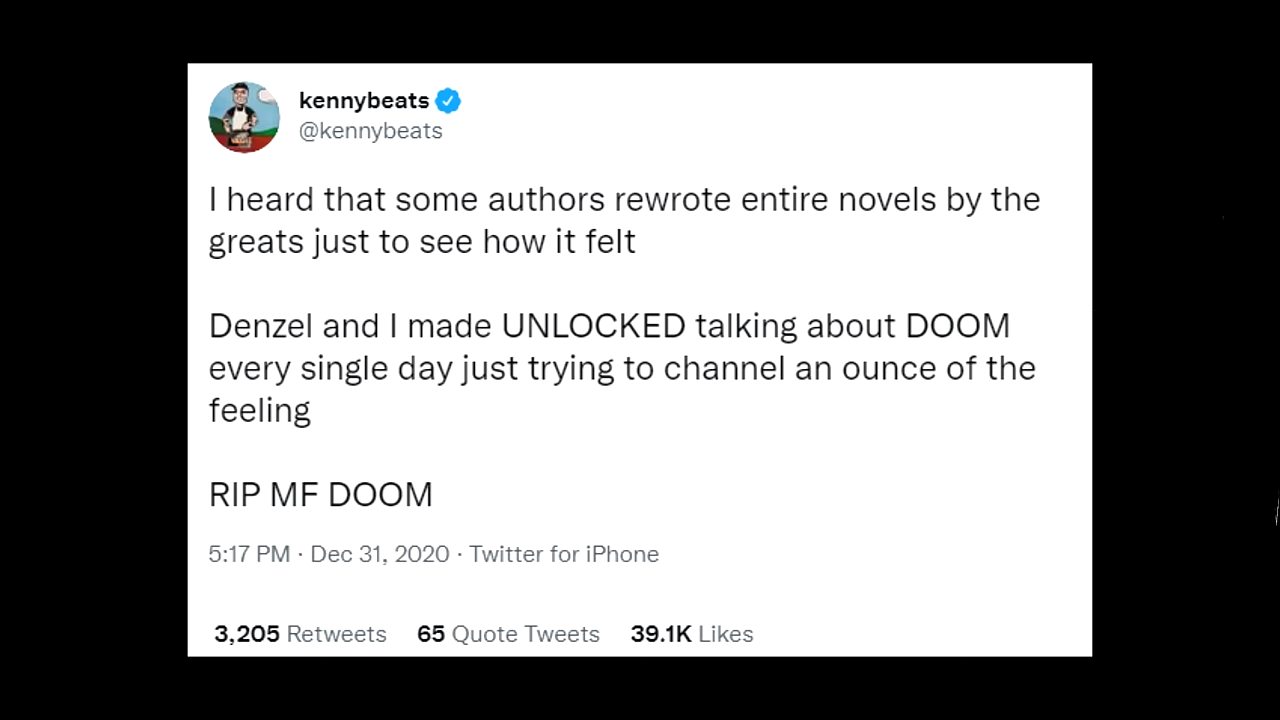 kennybeats
@kennybeats
I heard that some authors rewrote entire novels by the
greats just to see how it felt
Denzel and I made UNLOCKED talking about DOOM
every single day just trying to channel an ounce of the
feeling
RIP MF DOOM
5:17 PM · Dec 31, 2020 · Twitter for iPhone
3,205 Retweets 65 Quote Tweets 39.1K Likes